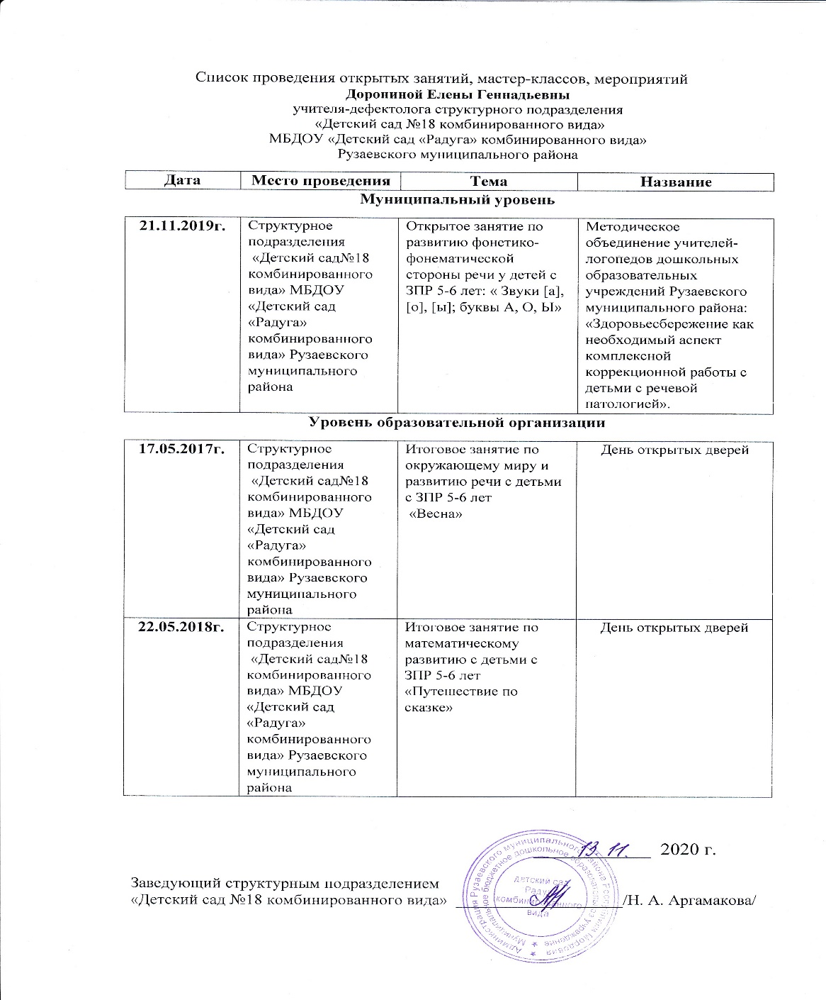 Список проведения открытых занятий, мастер-классов, мероприятий
Дорониной Елены Геннадьевны
учителя-дефектолога структурного подразделения
«Детский сад №18 комбинированного вида»
МБДОУ «Детский сад «Радуга» комбинированного вида»
Рузаевского муниципального района
Дата Место проведения Тема Название
Муниципальный уровень
21.11.2019г.
Структурное
подразделения
«Детский сад№18
комбинированного
вида» МБДОУ
«Детский сад
«Радуга»
комбинированного
вида» Рузаевского
муниципального
района
Открытое занятие по
развитию фонетико-
фонематической
стороны речи у детей с
ЗПР 5-6 лет: « Звуки [а],
[о], [ы]; буквы А, О, Ы»
Методическое
объединение учителей-
логопедов дошкольных
образовательных
учреждений Рузаевского
муниципального района:
«Здоровьесбережение как
необходимый аспект
комплексной
коррекционной работы с
детьми с речевой
патологией».
Уровень образовательной организации
17.05.2017г.
Структурное
подразделения
«Детский сад№18
комбинированного
вида» МБДОУ
«Детский сад
«Радуга»
комбинированного
вида» Рузаевского
муниципального
района
Итоговое занятие по
окружающему миру и
развитию речи с детьми
с ЗПР 5-6 лет
«Весна»
День открытых дверей
22.05.2018г.
Структурное
подразделения
«Детский сад№18
комбинированного
вида» МБДОУ
«Детский сад
«Радуга»
комбинированного
вида» Рузаевского
муниципального
района
Итоговое занятие по
математическому
развитию с детьми с
ЗПР 5-6 лет
«Путешествие по
сказке»
День открытых дверей
13 11. 2020 г.
Заведующий структурным подразделением
«Детский сад №18 комбинированного вида» /Н. А. Аргамакова/
Администрация Рузаевского муниципального района Республики Мордовия
Муниципальное бюджетное дошкольное образовательное учреждение
детский сад
Радуга
комбинированного
вида